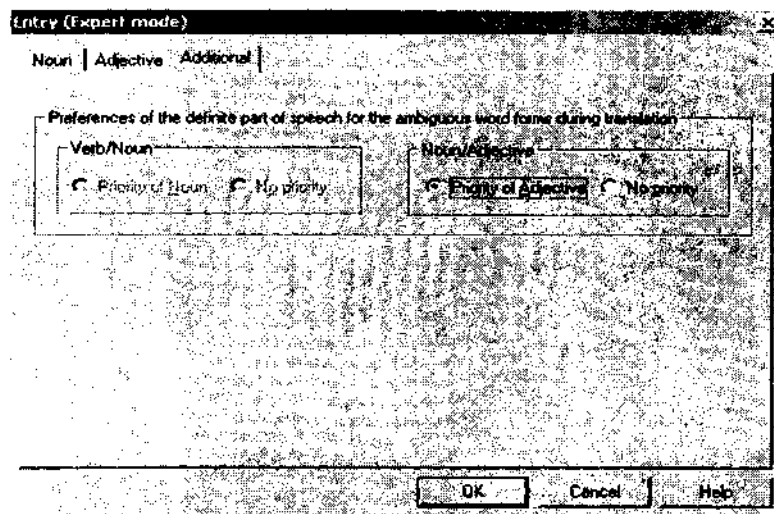 Entry (Expert mode)
Noun Adjective Additional
Preferences of the definite part of speech for the ambiguous word forms during translation
Verb/Noun Noun/Adjective
Priority of Noun No priority Priority of Adjective No priority
OK Cancel Help